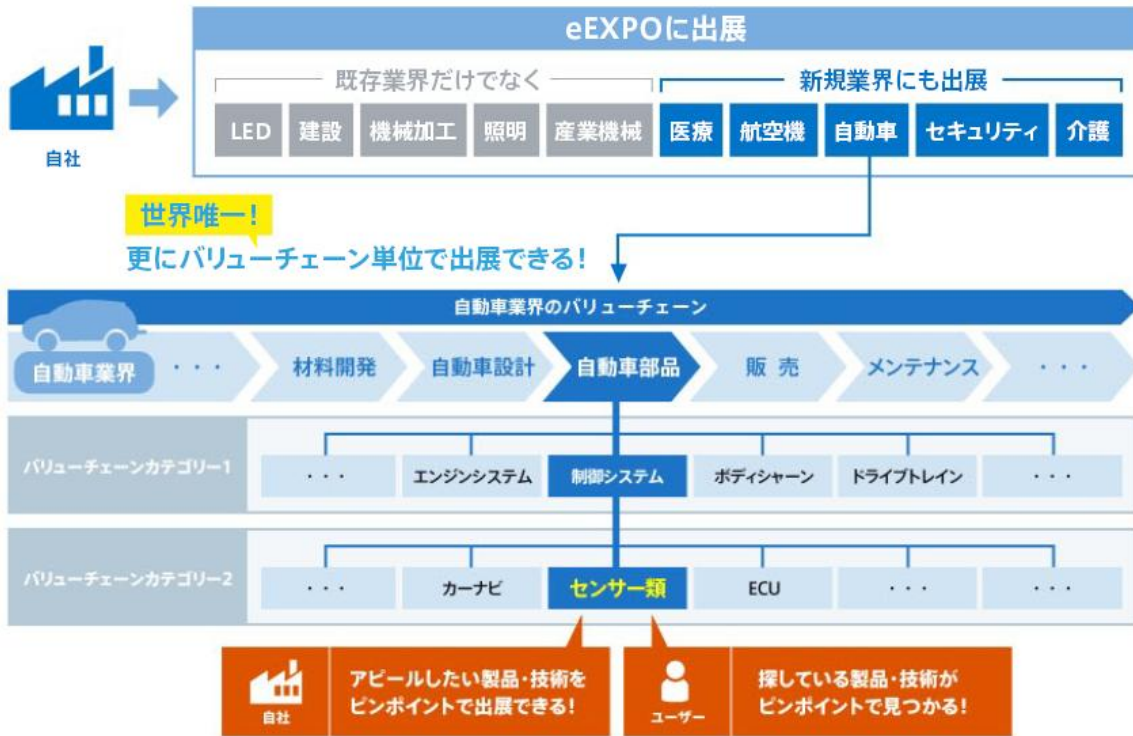 eEXPOに出展
既存業界だけでなく
新規業界にも出展
LED
建設
機械加工
照明
産業機械
医療
航空機
自動車
セキュリティ
介護
自社
世界唯一!
更にバリューチェーン単位で出展できる!
自動車業界のバリューチェーン
自動車業界
・・・
材料開発
自動車設計
自動車部品
販 売
メンテナンス
・・・
バリューチェーンカテゴリー1
・・・
エンジンシステム
制御システム
ボディシャーン
ドライブトレイン
・・・
バリューチェーンカテゴリー2
・・・
カーナビ
センサー類
ECU
・・・
・・・
自社
アピールしたい製品・技術を
ピンポイントで出展できる!
ユーザー
探している製品・技術が
ピンポイントで見つかる!